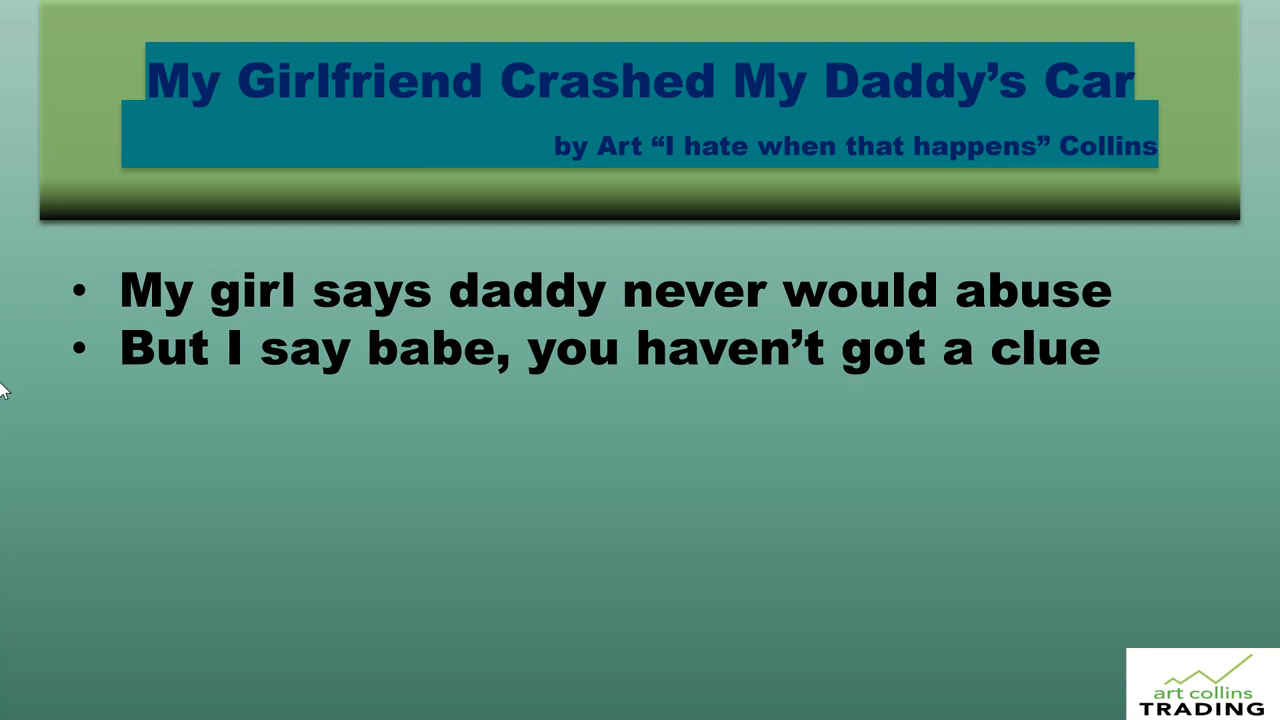 My Girlfriend Crashed My Daddy’s Car
by Art “I hate when that happens” Collins
• My girl says daddy never would abuse
• But I say babe, you haven’t got a clue
art collins
TRADING